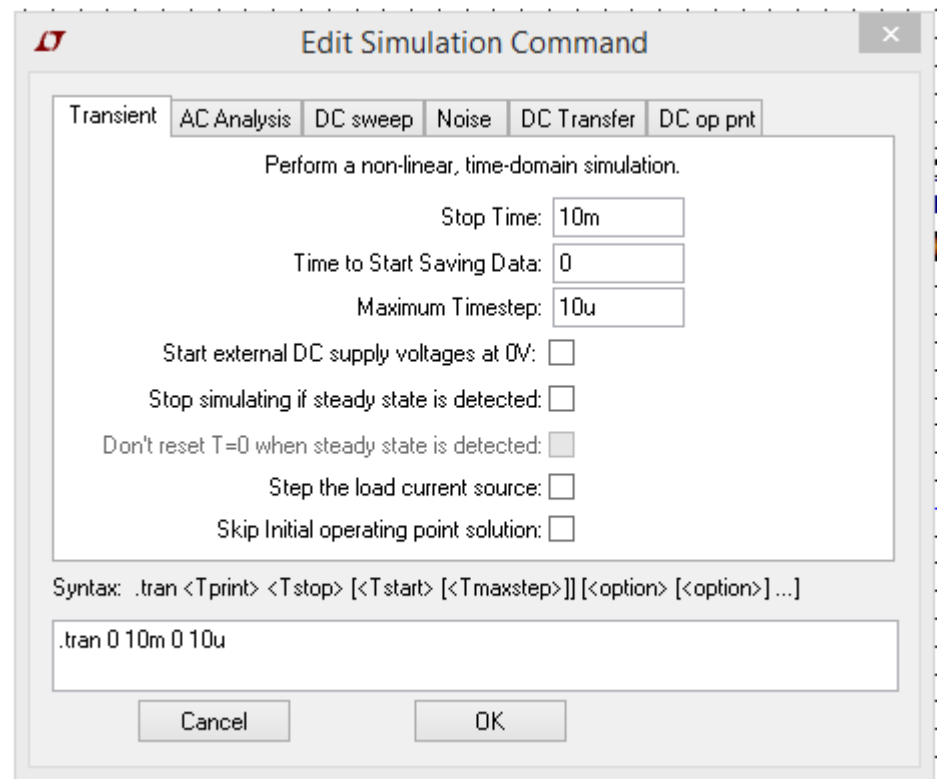 Edit Simulation Command
Transient AC Analysis DC sweep Noise DC Transfer DC op pnt
Perform a non-linear, time-domain simulation.
Stop Time: 10m
Time to Start Saving Data: 0
Maximum Timestep: 10u
Start external DC supply voltages at 0V:
Stop simulating if steady state is detected:
Don't reset T=0 when steady state is detected:
Step the load current source:
Skip Initial operating point solution:
Syntax: .tran <Tprint> <Tstop> [<Tstart> [<Tmaxstep>]] [<option> [<option>] ...]
.tran 0 10m 0 10u
Cancel OK